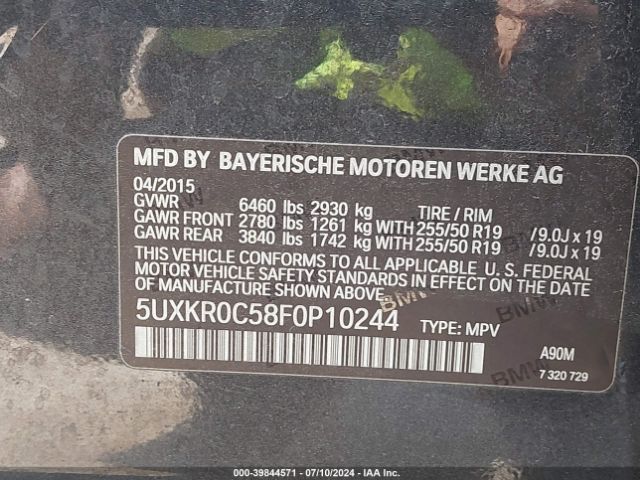 MFD BY BAYERISCHE MOTOREN WERKE AG
04/2015
GVWR 6460 lbs 2930 kg TIRE / RIM
GAWR FRONT 2780 lbs 1261 kg WITH 255/50 R19 /9.0J x 19
GAWR REAR 3840 lbs 1742 kg WITH 255/50 R19 /9.0J x 19
THIS VEHICLE CONFORMS TO ALL APPLICABLE U. S. FEDERAL
MOTOR VEHICLE SAFETY STANDARDS IN EFFECT ON THE DATE
OF MANUFACTURE SHOWN ABOVE.
5UXKR0C58F0P10244 TYPE: MPV
A90M
7 320 729
000-39844571 - 07/10/2024 - IAA Inc.